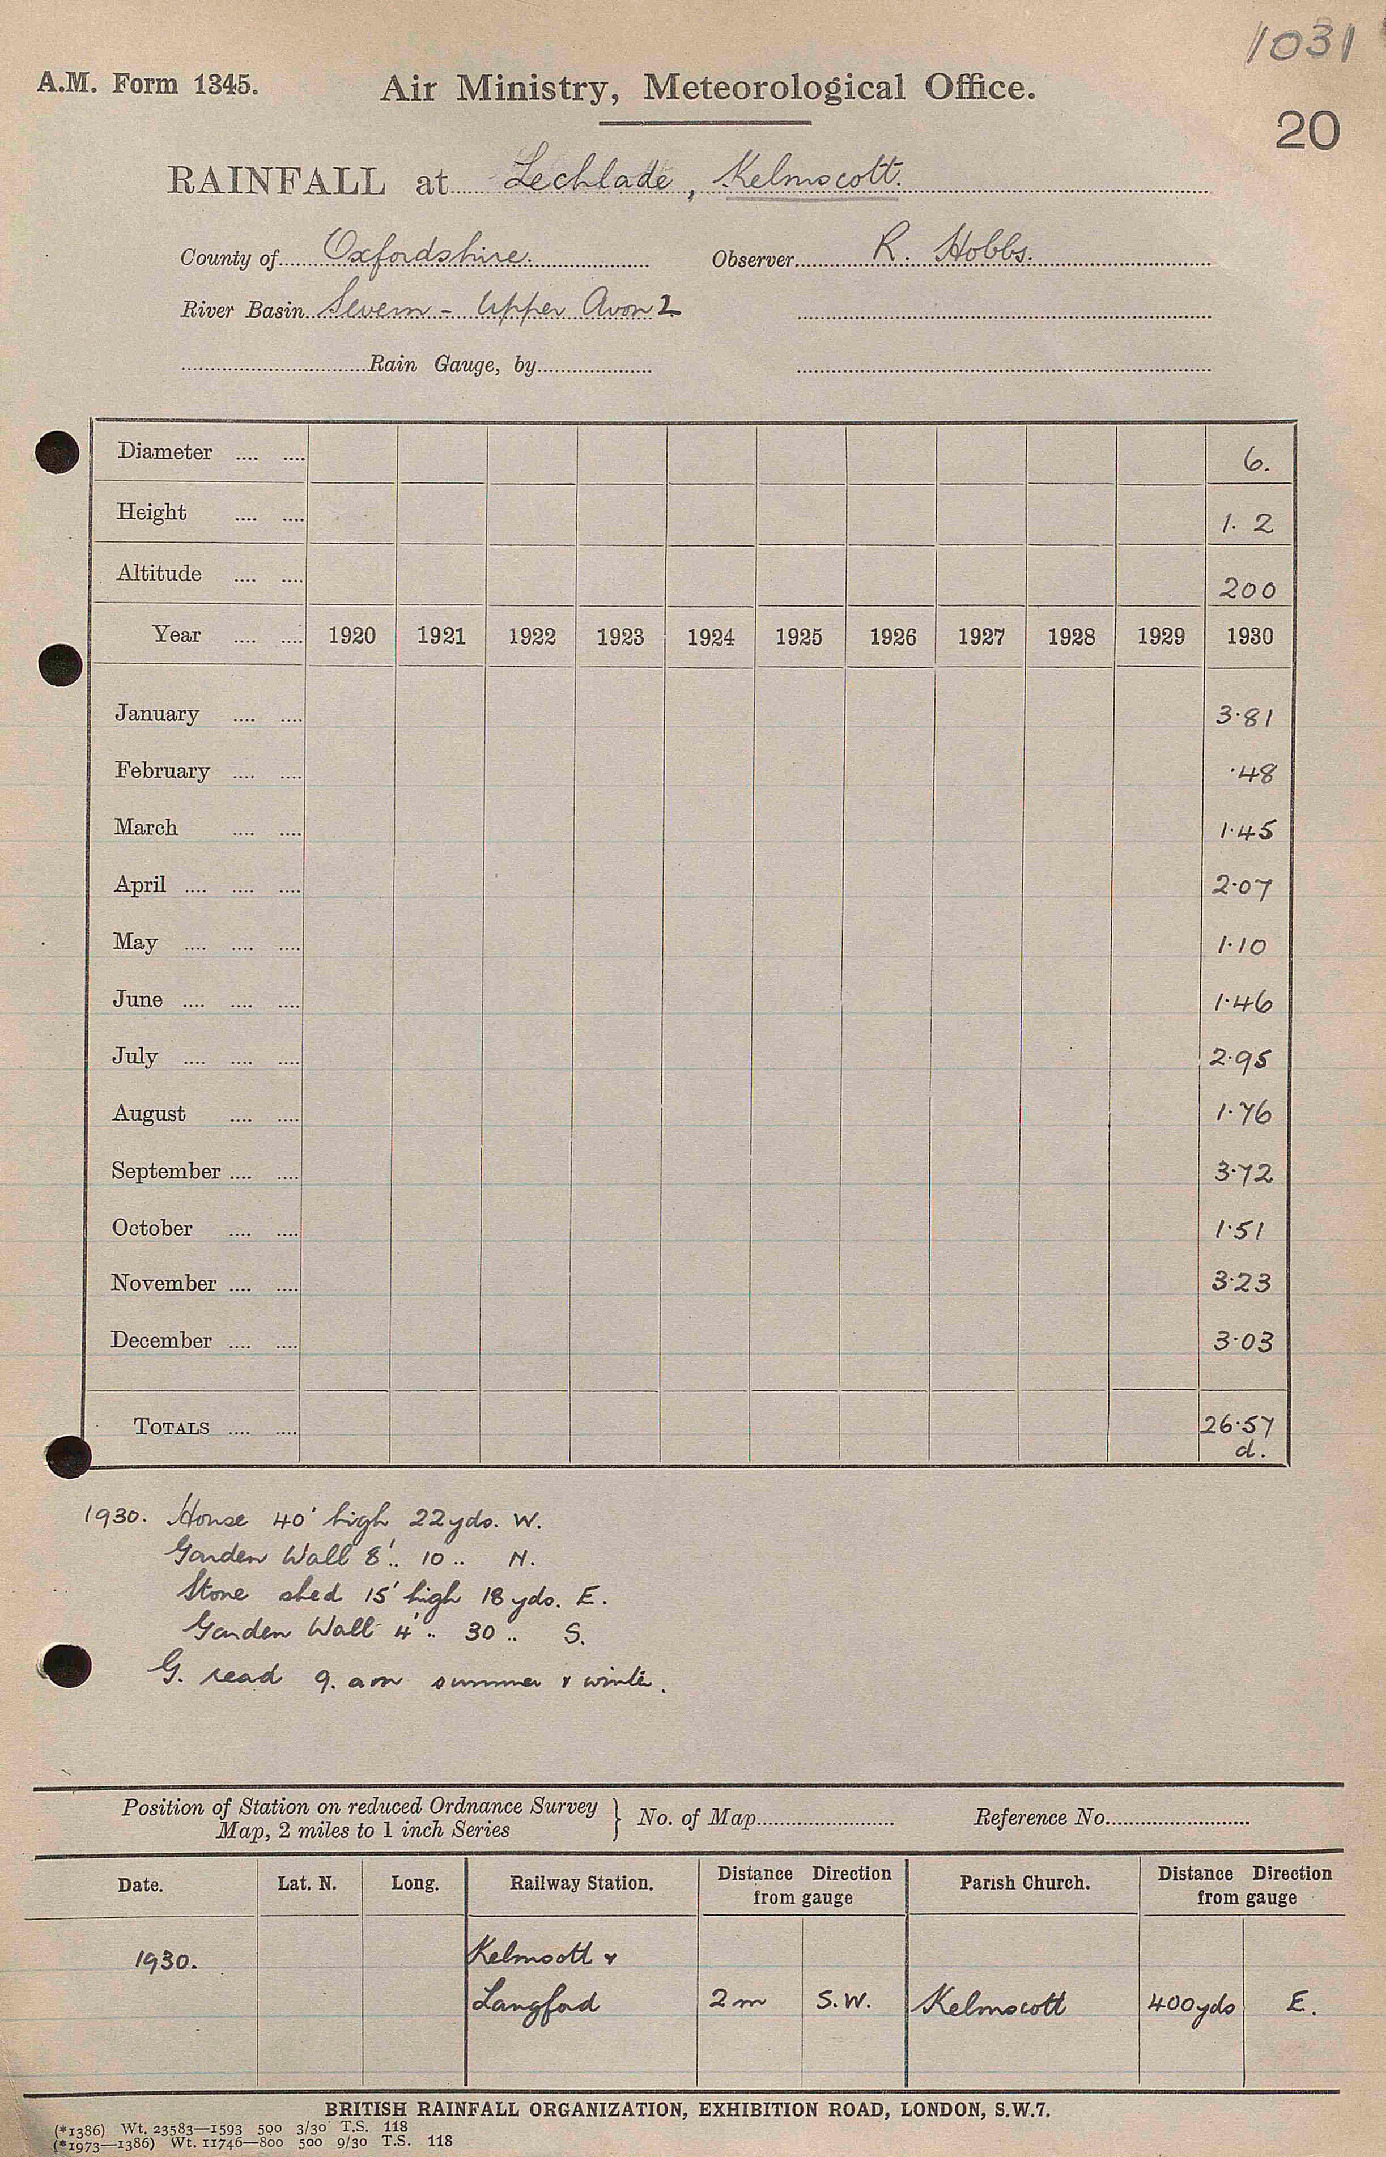 1031
A.M. Form 1345. Air Ministry, Meteorological Office.
20
RAINFALL at Lechlade, Kelmscott.
County of Oxfordshire. Observer R. Hobbs.
River Basin Severn - Upper Avon 2
Rain Gauge, by
Diameter .... .... 6.
Height .... .... 1. 2
Altitude .... .... 200
Year .... .... 1920 1921 1922 1923 1924 1925 1926 1927 1928 1929 1930
January .... .... 3.81
February .... .... .48
March .... .... 1.45
April .... .... .... 2.07
May .... .... .... 1.10
June .... .... .... 1.46
July .... .... .... 2.95
August .... .... 1.76
September .... .... 3.72
October .... .... 1.51
November .... .... 3.23
December .... .... 3.03
TOTALS .... .... 26.57
d.
1930. House 40' high 22 yds. W.
Garden Wall 8' .. 10 .. N.
Stone shed 15' high 18 yds. E.
Garden Wall 4' .. 30 .. S.
G. read 9. am summer & winter.
Position of Station on reduced Ordnance Survey
Map, 2 miles to 1 inch Series } No. of Map Reference No.
Date. Lat. N. Long. Railway Station. Distance Direction from gauge Parish Church. Distance Direction from gauge
1930. Kelmscott &
Langford 2 m S.W. Kelmscott 400 yds E.
BRITISH RAINFALL ORGANIZATION, EXHIBITION ROAD, LONDON, S.W.7.
(*1386) Wt. 23583—1593 500 3/30 T.S. 118
(*1973—1386) Wt. 11746—800 500 9/30 T.S. 118